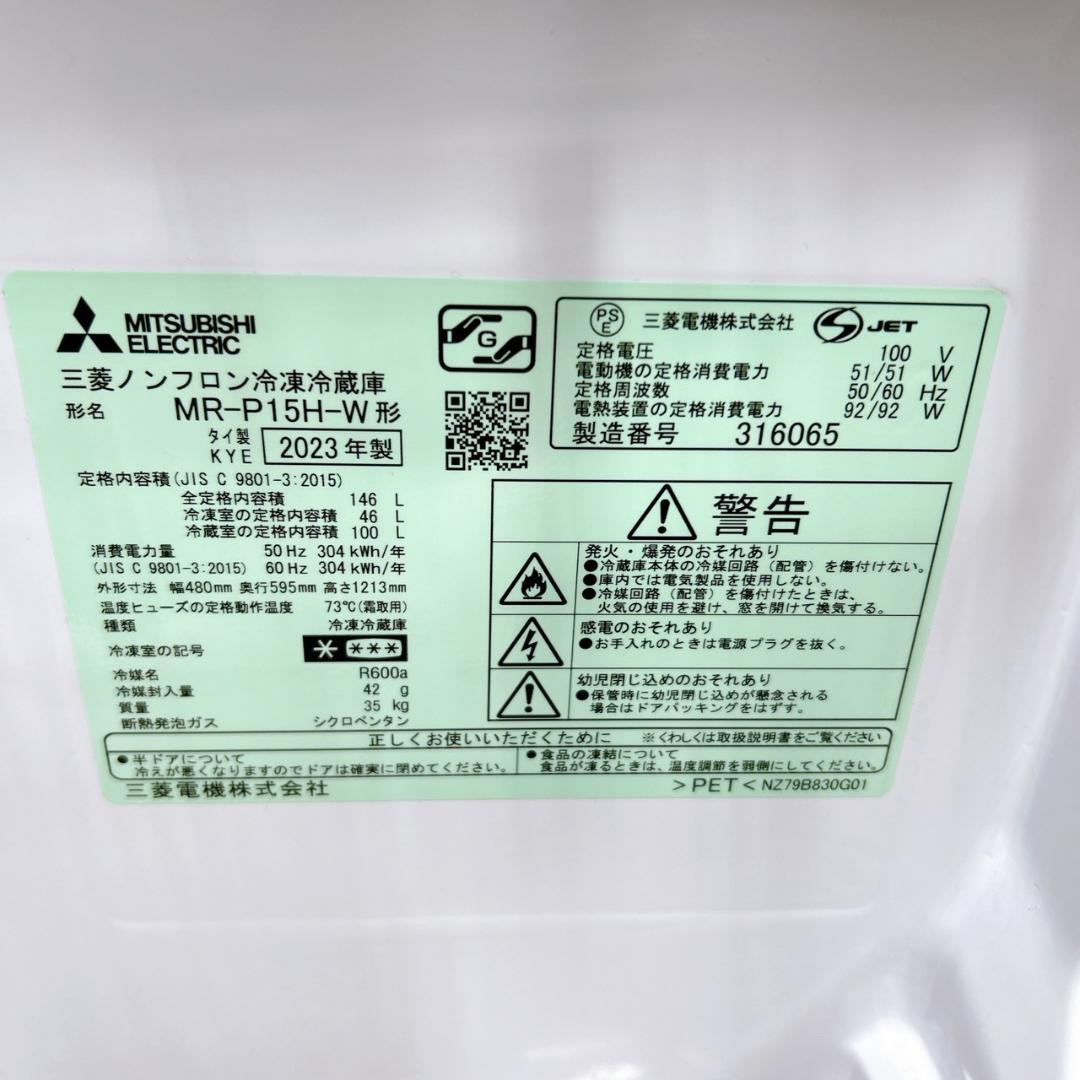 MITSUBISHI
ELECTRIC
三菱ノンフロン冷凍冷蔵庫
形名 MR-P15H-W形
タイ製
KYE 2023年製
定格内容積(JIS C 9801-3:2015)
全定格内容積 146 L
冷凍室の定格内容積 46 L
冷蔵室の定格内容積 100 L
消費電力量 50Hz 304kWh/年
(JIS C 9801-3:2015) 60Hz 304kWh/年
外形寸法 幅480mm 奥行595mm 高さ1213mm
温度ヒューズの定格動作温度 73℃(霜取用)
種類 冷凍冷蔵庫
冷凍室の記号 * ***
冷媒名 R600a
冷媒封入量 42 g
質量 35 kg
断熱発泡ガス シクロペンタン
G
PS
E
三菱電機株式会社 S JET
定格電圧 100 V
電動機の定格消費電力 51/51 W
定格周波数 50/60 Hz
電熱装置の定格消費電力 92/92 W
製造番号 316065
警告
発火・爆発のおそれあり
●冷蔵庫本体の冷媒回路(配管)を傷付けない。
●庫内では電気製品を使用しない。
●冷媒回路(配管)を傷付けたときは、
火気の使用を避け、窓を開けて換気する。
感電のおそれあり
●お手入れのときは電源プラグを抜く。
幼児閉じ込めのおそれあり
●保管時に幼児閉じ込めが懸念される
場合はドアパッキングをはずす。
正しくお使いいただくために ※くわしくは取扱説明書をご覧ください
●半ドアについて
冷えが悪くなりますのでドアは確実に閉めてください。
●食品の凍結について
食品が凍るときは、温度調節を弱側にしてください。
三菱電機株式会社 >PET< NZ79B830G01